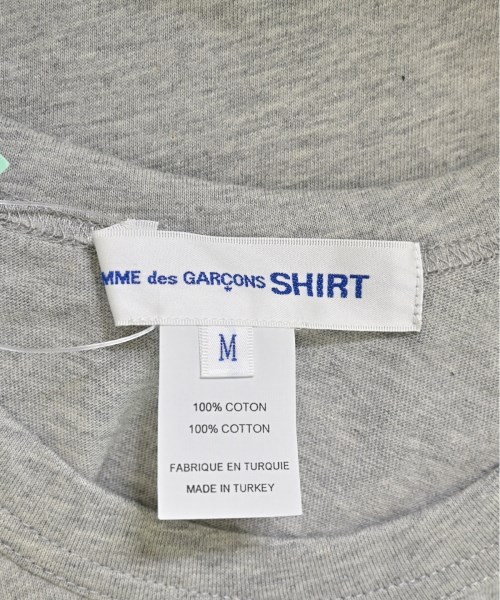 MME des GARÇONS SHIRT
M
100% COTON
100% COTTON
FABRIQUE EN TURQUIE
MADE IN TURKEY